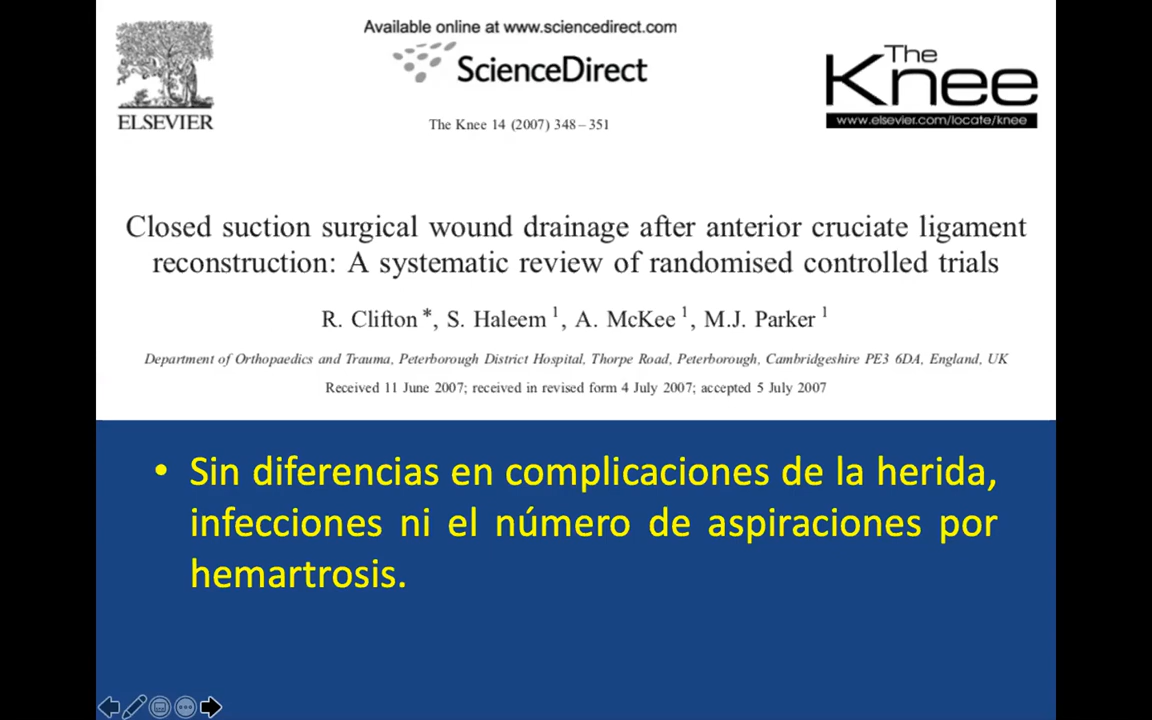 Available online at www.sciencedirect.com
ScienceDirect
ELSEVIER
The Knee 14 (2007) 348–351
The
Knee
www.elsevier.com/locate/knee
Closed suction surgical wound drainage after anterior cruciate ligament
reconstruction: A systematic review of randomised controlled trials
R. Clifton *, S. Haleem 1, A. McKee 1, M.J. Parker 1
Department of Orthopaedics and Trauma, Peterborough District Hospital, Thorpe Road, Peterborough, Cambridgeshire PE3 6DA, England, UK
Received 11 June 2007; received in revised form 4 July 2007; accepted 5 July 2007
• Sin diferencias en complicaciones de la herida,
infecciones ni el número de aspiraciones por
hemartrosis.